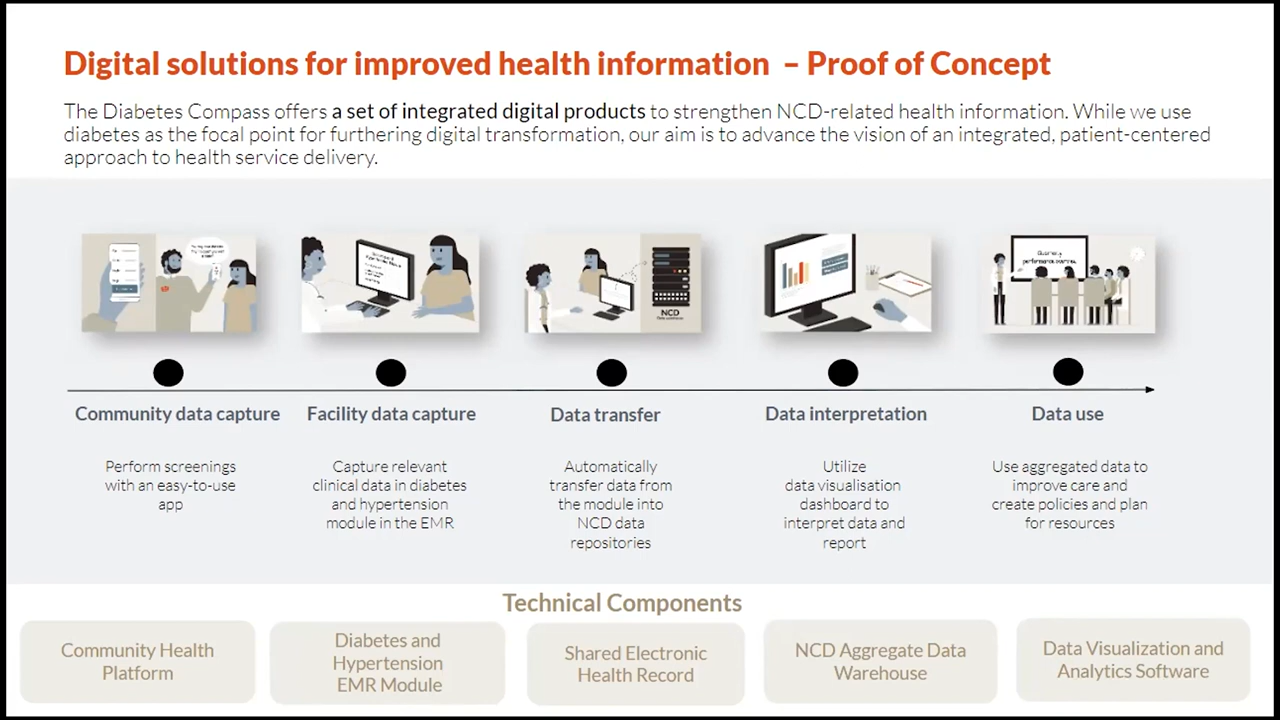 Digital solutions for improved health information – Proof of Concept
The Diabetes Compass offers a set of integrated digital products to strengthen NCD-related health information. While we use
diabetes as the focal point for furthering digital transformation, our aim is to advance the vision of an integrated, patient-centered
approach to health service delivery.
NCD
Quarterly
performance overview
Community data capture
Facility data capture
Data transfer
Data interpretation
Data use
Perform screenings
with an easy-to-use
app
Capture relevant
clinical data in diabetes
and hypertension
module in the EMR
Automatically
transfer data from
the module into
NCD data
repositories
Utilize
data visualisation
dashboard to
interpret data and
report
Use aggregated data to
improve care and
create policies and plan
for resources
Technical Components
Community Health
Platform
Diabetes and
Hypertension
EMR Module
Shared Electronic
Health Record
NCD Aggregate Data
Warehouse
Data Visualization and
Analytics Software